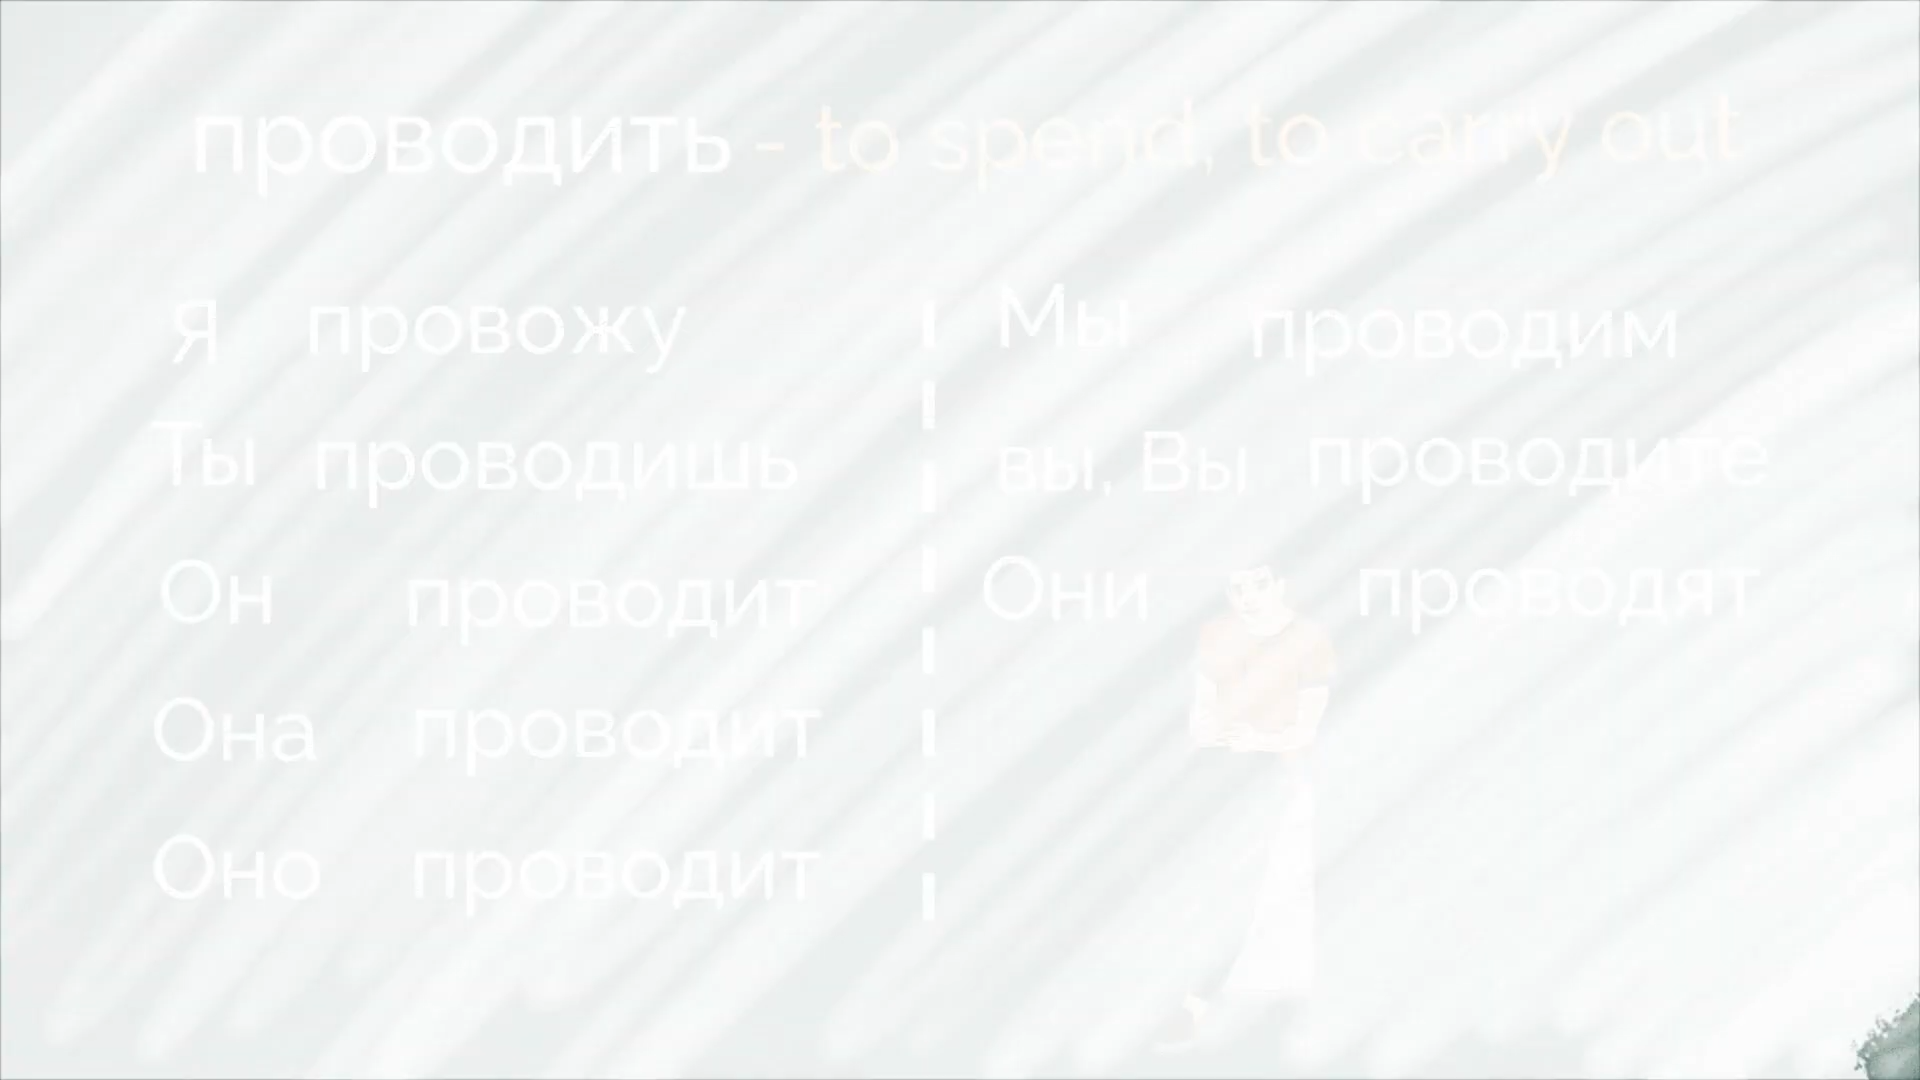 проводить - to spend, to carry out
Я провожу
Ты проводишь
Он проводит
Она проводит
Оно проводит
Мы проводим
вы, Вы проводите
Они проводят